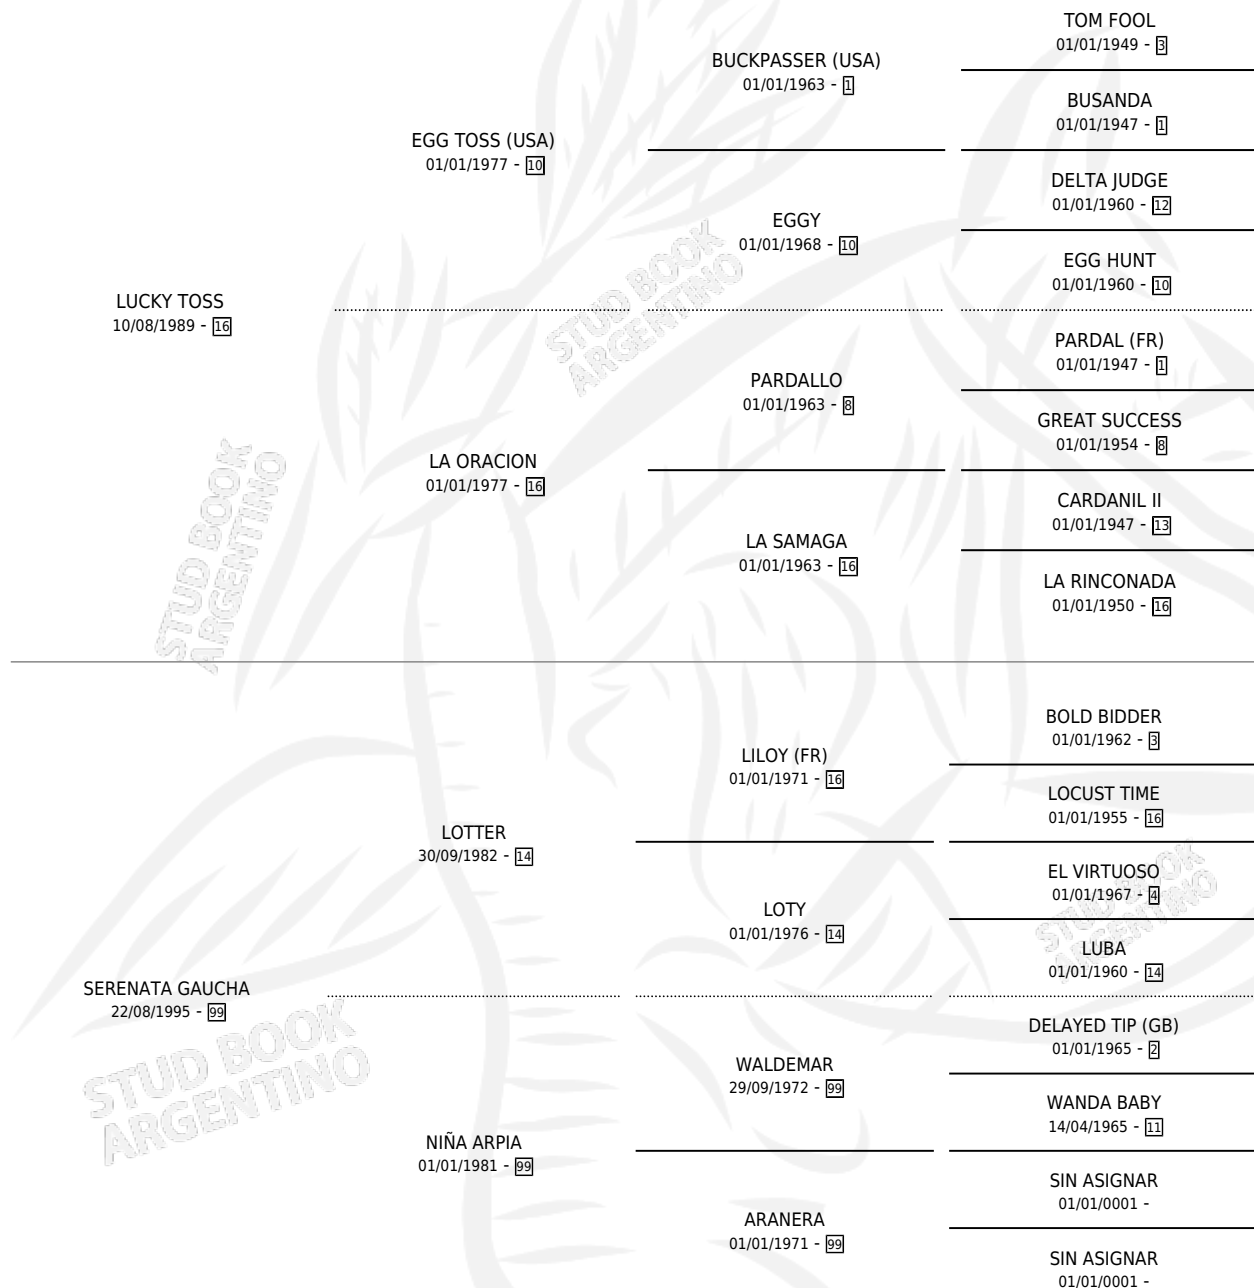 TOM FOOL
01/01/1949 - 3
BUCKPASSER (USA)
01/01/1963 - 1
BUSANDA
01/01/1947 - 1
EGG TOSS (USA)
01/01/1977 - 10
DELTA JUDGE
01/01/1960 - 12
EGGY
01/01/1968 - 10
EGG HUNT
01/01/1960 - 10
LUCKY TOSS
10/08/1989 - 16
STUD BOOK
ARGENTINO
PARDAL (FR)
01/01/1947 - 1
PARDALLO
01/01/1963 - 8
GREAT SUCCESS
01/01/1954 - 8
LA ORACION
01/01/1977 - 16
CARDANIL II
01/01/1947 - 13
LA SAMAGA
01/01/1963 - 16
LA RINCONADA
01/01/1950 - 16
STUD BOOK
ARGENTINO
BOLD BIDDER
01/01/1962 - 3
LILOY (FR)
01/01/1971 - 16
LOCUST TIME
01/01/1955 - 16
LOTTER
30/09/1982 - 14
EL VIRTUOSO
01/01/1967 - 4
LOTY
01/01/1976 - 14
LUBA
01/01/1960 - 14
STUD BOOK
ARGENTINO
SERENATA GAUCHA
22/08/1995 - 99
DELAYED TIP (GB)
01/01/1965 - 2
WALDEMAR
29/09/1972 - 99
WANDA BABY
14/04/1965 - 11
STUD BOOK
ARGENTINO
NIÑA ARPIA
01/01/1981 - 99
SIN ASIGNAR
01/01/0001 -
ARANERA
01/01/1971 - 99
SIN ASIGNAR
01/01/0001 -